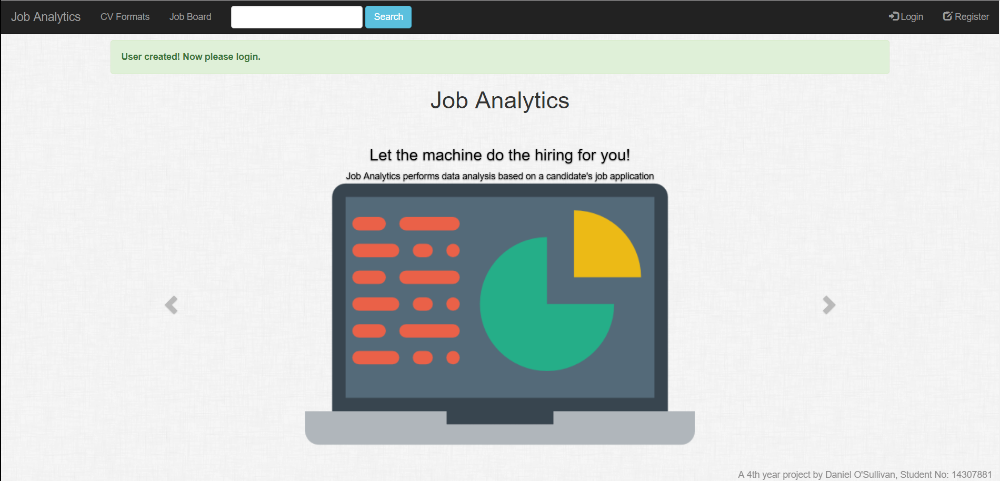 Job Analytics CV Formats Job Board Search Login Register
User created! Now please login.
Job Analytics
Let the machine do the hiring for you!
Job Analytics performs data analysis based on a candidate's job application
A 4th year project by Daniel O'Sullivan, Student No: 14307881